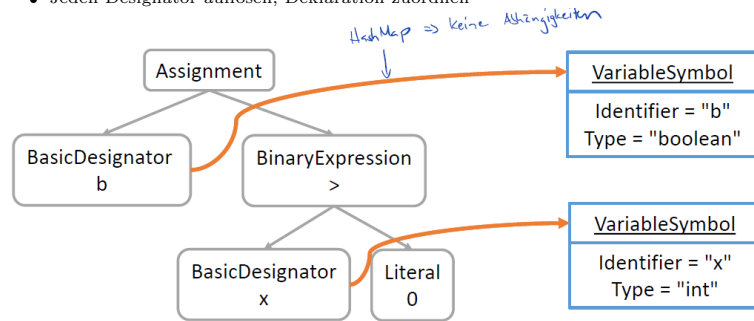 • Jeden Designator auflösen, Deklaration zuordnen
HashMap => keine Abhängigkeiten
Assignment
VariableSymbol
Identifier = "b"
Type = "boolean"
BasicDesignator
b
BinaryExpression
>
VariableSymbol
Identifier = "x"
Type = "int"
BasicDesignator
x
Literal
0